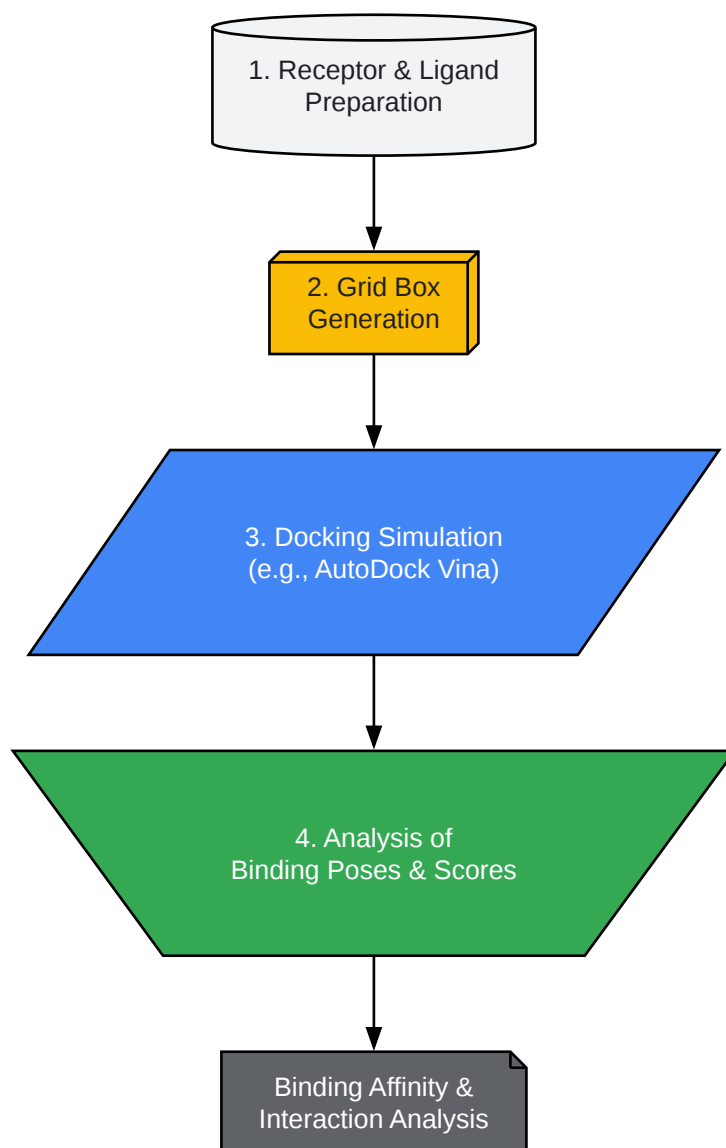 1. Receptor & Ligand
Preparation
2. Grid Box
Generation
3. Docking Simulation
(e.g., AutoDock Vina)
4. Analysis of
Binding Poses & Scores
Binding Affinity &
Interaction Analysis